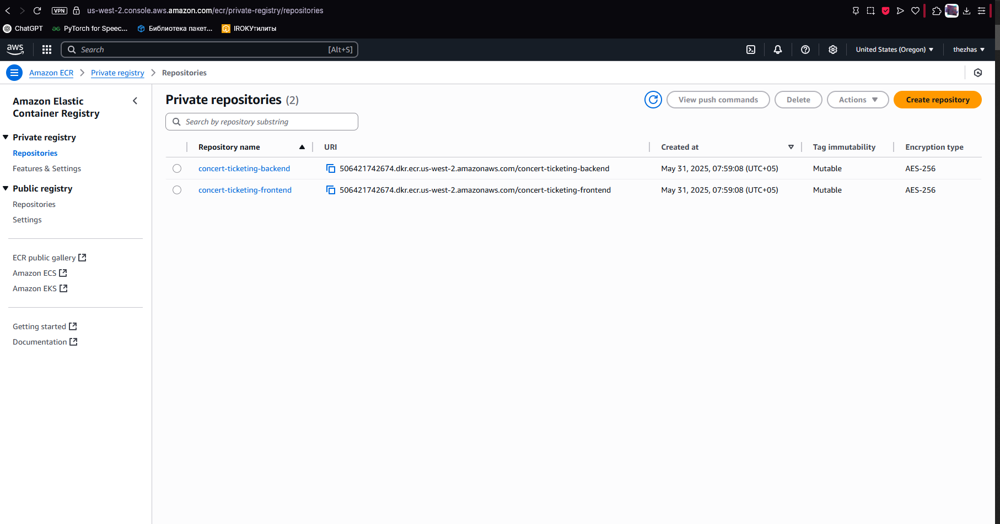 VPN us-west-2.console.aws.amazon.com/ecr/private-registry/repositories
ChatGPT PyTorch for Speec... Библиотека пакет... IROKУтилиты
aws Search [Alt+S] United States (Oregon) thezhas
Amazon ECR Private registry Repositories
Amazon Elastic
Container Registry
Private registry
Repositories
Features & Settings
Public registry
Repositories
Settings
ECR public gallery
Amazon ECS
Amazon EKS
Getting started
Documentation
Private repositories (2) View push commands Delete Actions Create repository
Search by repository substring
Repository name URI Created at Tag immutability Encryption type
concert-ticketing-backend 506421742674.dkr.ecr.us-west-2.amazonaws.com/concert-ticketing-backend May 31, 2025, 07:59:08 (UTC+05) Mutable AES-256
concert-ticketing-frontend 506421742674.dkr.ecr.us-west-2.amazonaws.com/concert-ticketing-frontend May 31, 2025, 07:59:08 (UTC+05) Mutable AES-256